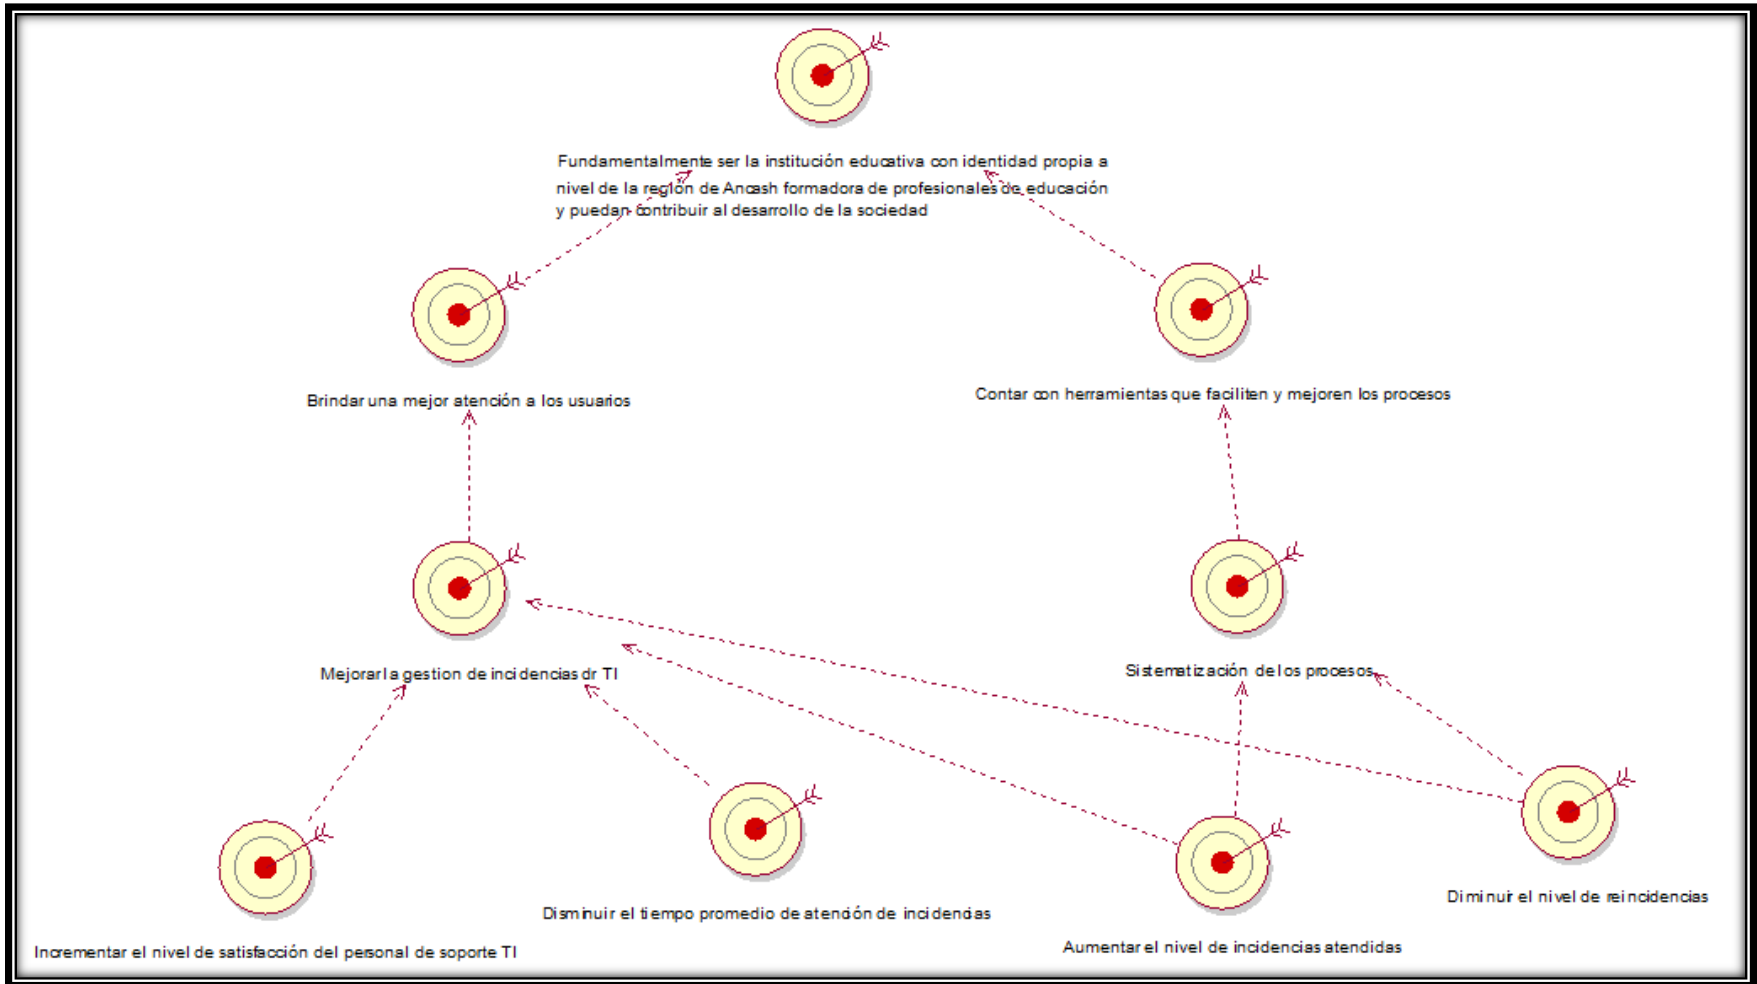 Fundamentalmente ser la institución educativa con identidad propia a
nivel de la región de Ancash formadora de profesionales de educación
y puedan contribuir al desarrollo de la sociedad
Brindar una mejor atención a los usuarios
Contar con herramientas que faciliten y mejoren los procesos
Mejorar la gestion de incidencias dr TI
Sistematización de los procesos
Disminuir el tiempo promedio de atención de incidencias
Diminuir el nivel de reincidencias
Incrementar el nivel de satisfacción del personal de soporte TI
Aumentar el nivel de incidencias atendidas